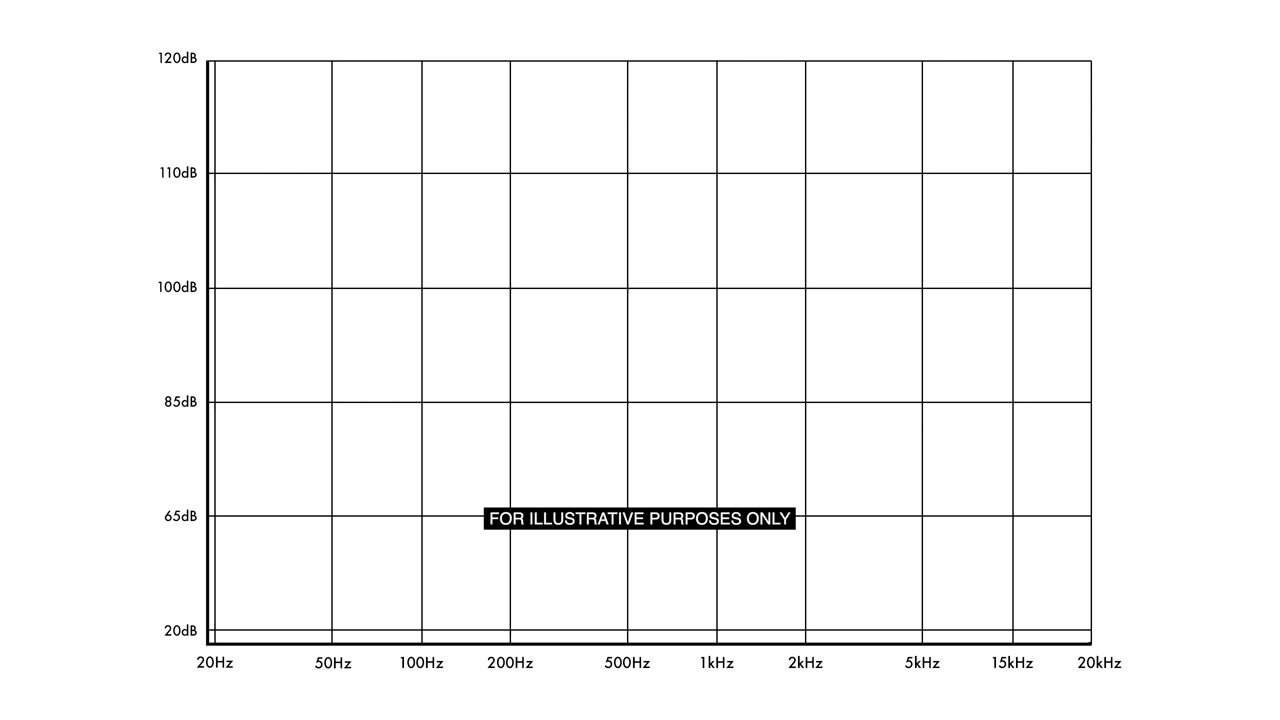 120dB
110dB
100dB
85dB
65dB
FOR ILLUSTRATIVE PURPOSES ONLY
20dB
20Hz 50Hz 100Hz 200Hz 500Hz 1kHz 2kHz 5kHz 15kHz 20kHz